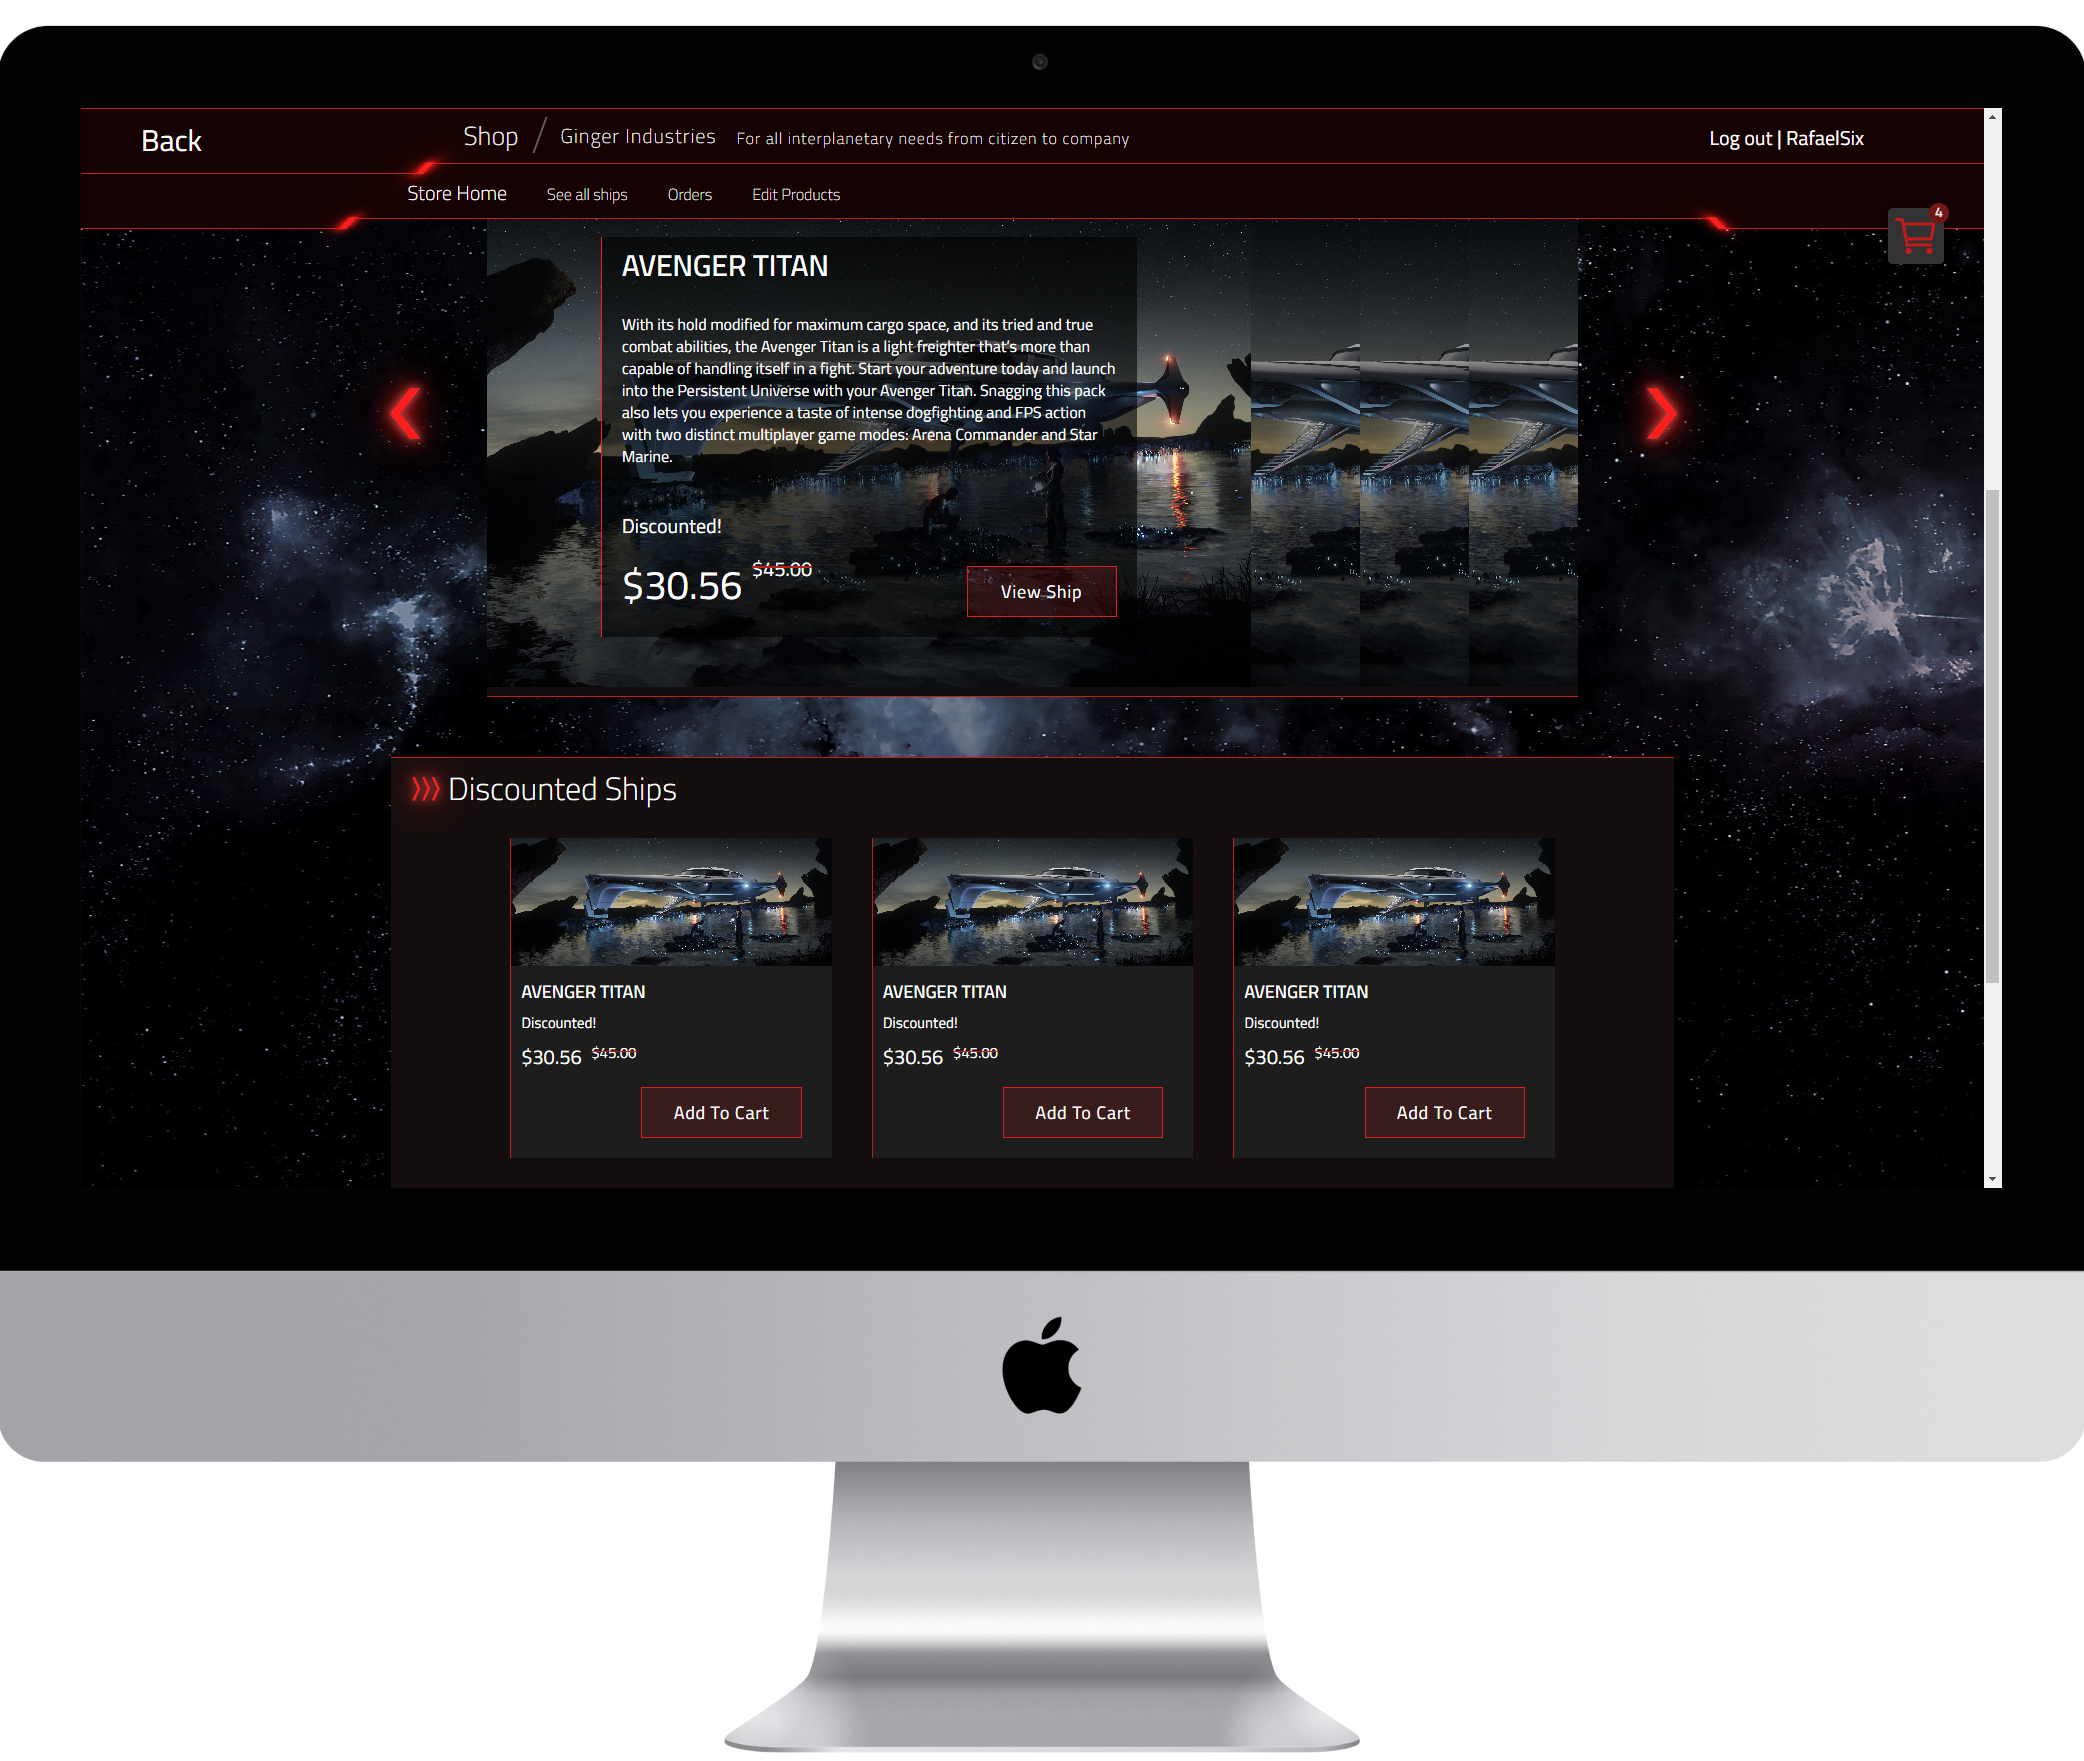 Back
Shop / Ginger Industries For all interplanetary needs from citizen to company
Log out | RafaelSix
Store Home See all ships Orders Edit Products
4
AVENGER TITAN
With its hold modified for maximum cargo space, and its tried and true
combat abilities, the Avenger Titan is a light freighter that's more than
capable of handling itself in a fight. Start your adventure today and launch
into the Persistent Universe with your Avenger Titan. Snagging this pack
also lets you experience a taste of intense dogfighting and FPS action
with two distinct multiplayer game modes: Arena Commander and Star
Marine.
Discounted!
$30.56 $45.00
View Ship
Discounted Ships
AVENGER TITAN
Discounted!
$30.56 $45.00
Add To Cart
AVENGER TITAN
Discounted!
$30.56 $45.00
Add To Cart
AVENGER TITAN
Discounted!
$30.56 $45.00
Add To Cart